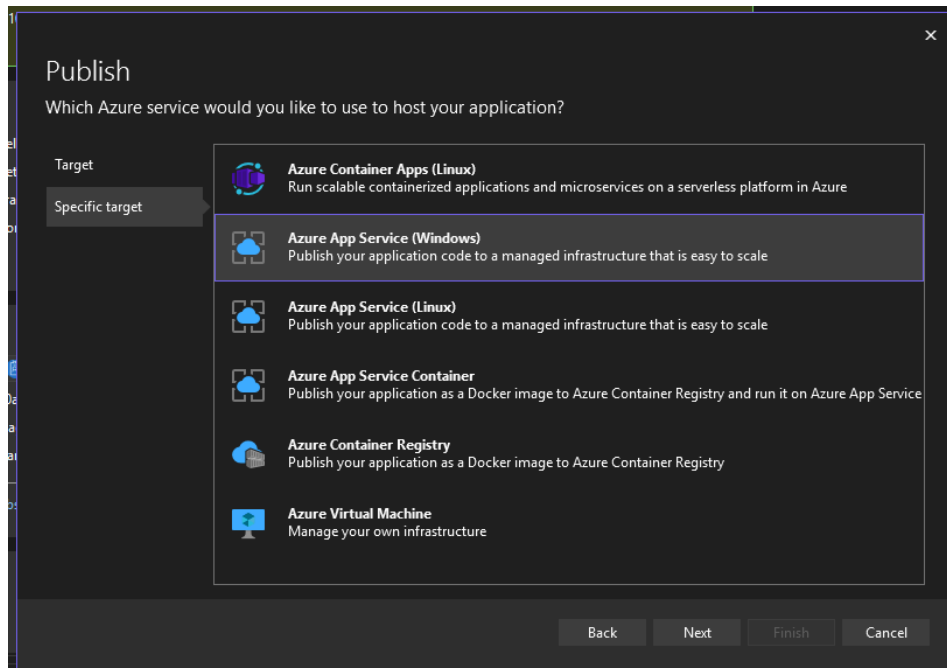 Publish
Which Azure service would you like to use to host your application?
Target
Specific target
Azure Container Apps (Linux)
Run scalable containerized applications and microservices on a serverless platform in Azure
Azure App Service (Windows)
Publish your application code to a managed infrastructure that is easy to scale
Azure App Service (Linux)
Publish your application code to a managed infrastructure that is easy to scale
Azure App Service Container
Publish your application as a Docker image to Azure Container Registry and run it on Azure App Service
Azure Container Registry
Publish your application as a Docker image to Azure Container Registry
Azure Virtual Machine
Manage your own infrastructure
Back Next Finish Cancel